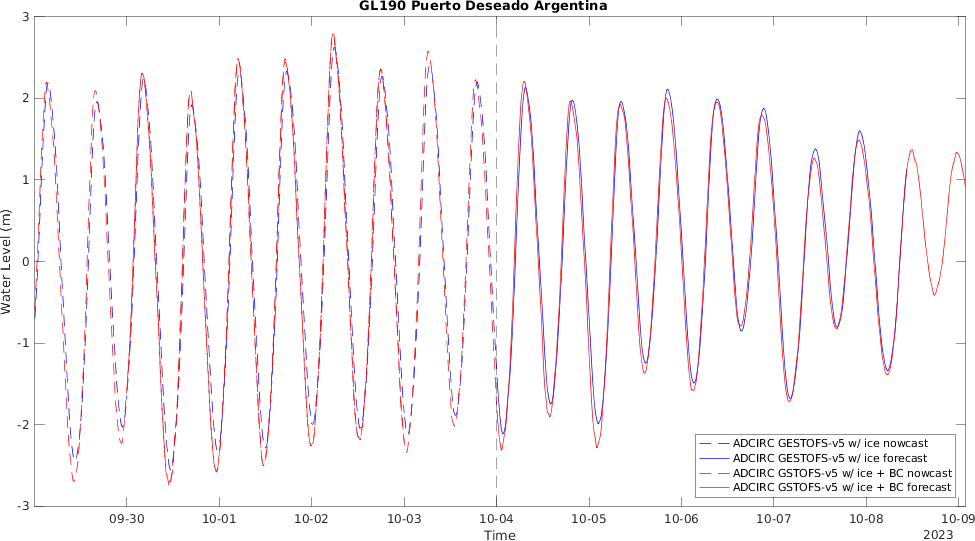 GL190 Puerto Deseado Argentina
3
2
1
0
-1
-2
-3
Water Level (m)
ADCIRC GESTOFS-v5 w/ ice nowcast
ADCIRC GESTOFS-v5 w/ ice forecast
ADCIRC GSTOFS-v5 w/ ice + BC nowcast
ADCIRC GSTOFS-v5 w/ ice + BC forecast
09-30 10-01 10-02 10-03 10-04 10-05 10-06 10-07 10-08 10-09
Time
2023